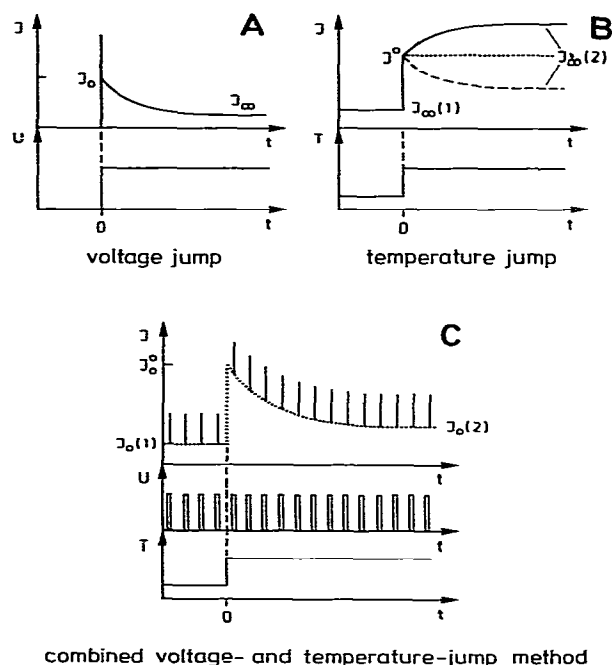 A
J
J₀
J∞
t
U
0
t
voltage jump
B
J
J°
J∞(2)
J∞(1)
t
T
0
t
temperature jump
C
J
J₀°
J₀(1)
J₀(2)
t
U
t
T
0
t
combined voltage- and temperature-jump method